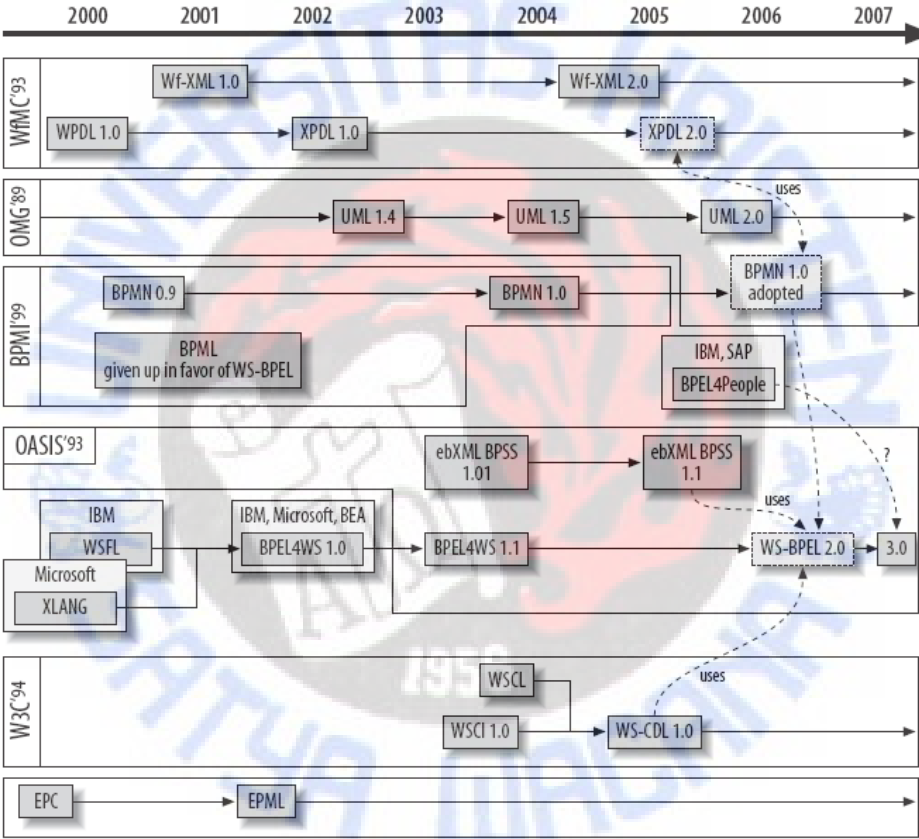 2000 2001 2002 2003 2004 2005 2006 2007
WfMC'93
Wf-XML 1.0 Wf-XML 2.0
WPDL 1.0 XPDL 1.0 XPDL 2.0
uses
OMG'89
UML 1.4 UML 1.5 UML 2.0
BPMN 1.0
adopted
BPMI'99
BPMN 0.9 BPMN 1.0
BPML
given up in favor of WS-BPEL
IBM, SAP
BPEL4People
OASIS'93
ebXML BPSS
1.01
ebXML BPSS
1.1
?
uses
IBM
WSFL
Microsoft
XLANG
IBM, Microsoft, BEA
BPEL4WS 1.0 BPEL4WS 1.1 WS-BPEL 2.0 3.0
W3C'94
WSCL
uses
WSCI 1.0 WS-CDL 1.0
EPC EPML
UNIVERSITAS KRISTEN
SATYA WACANA
1956